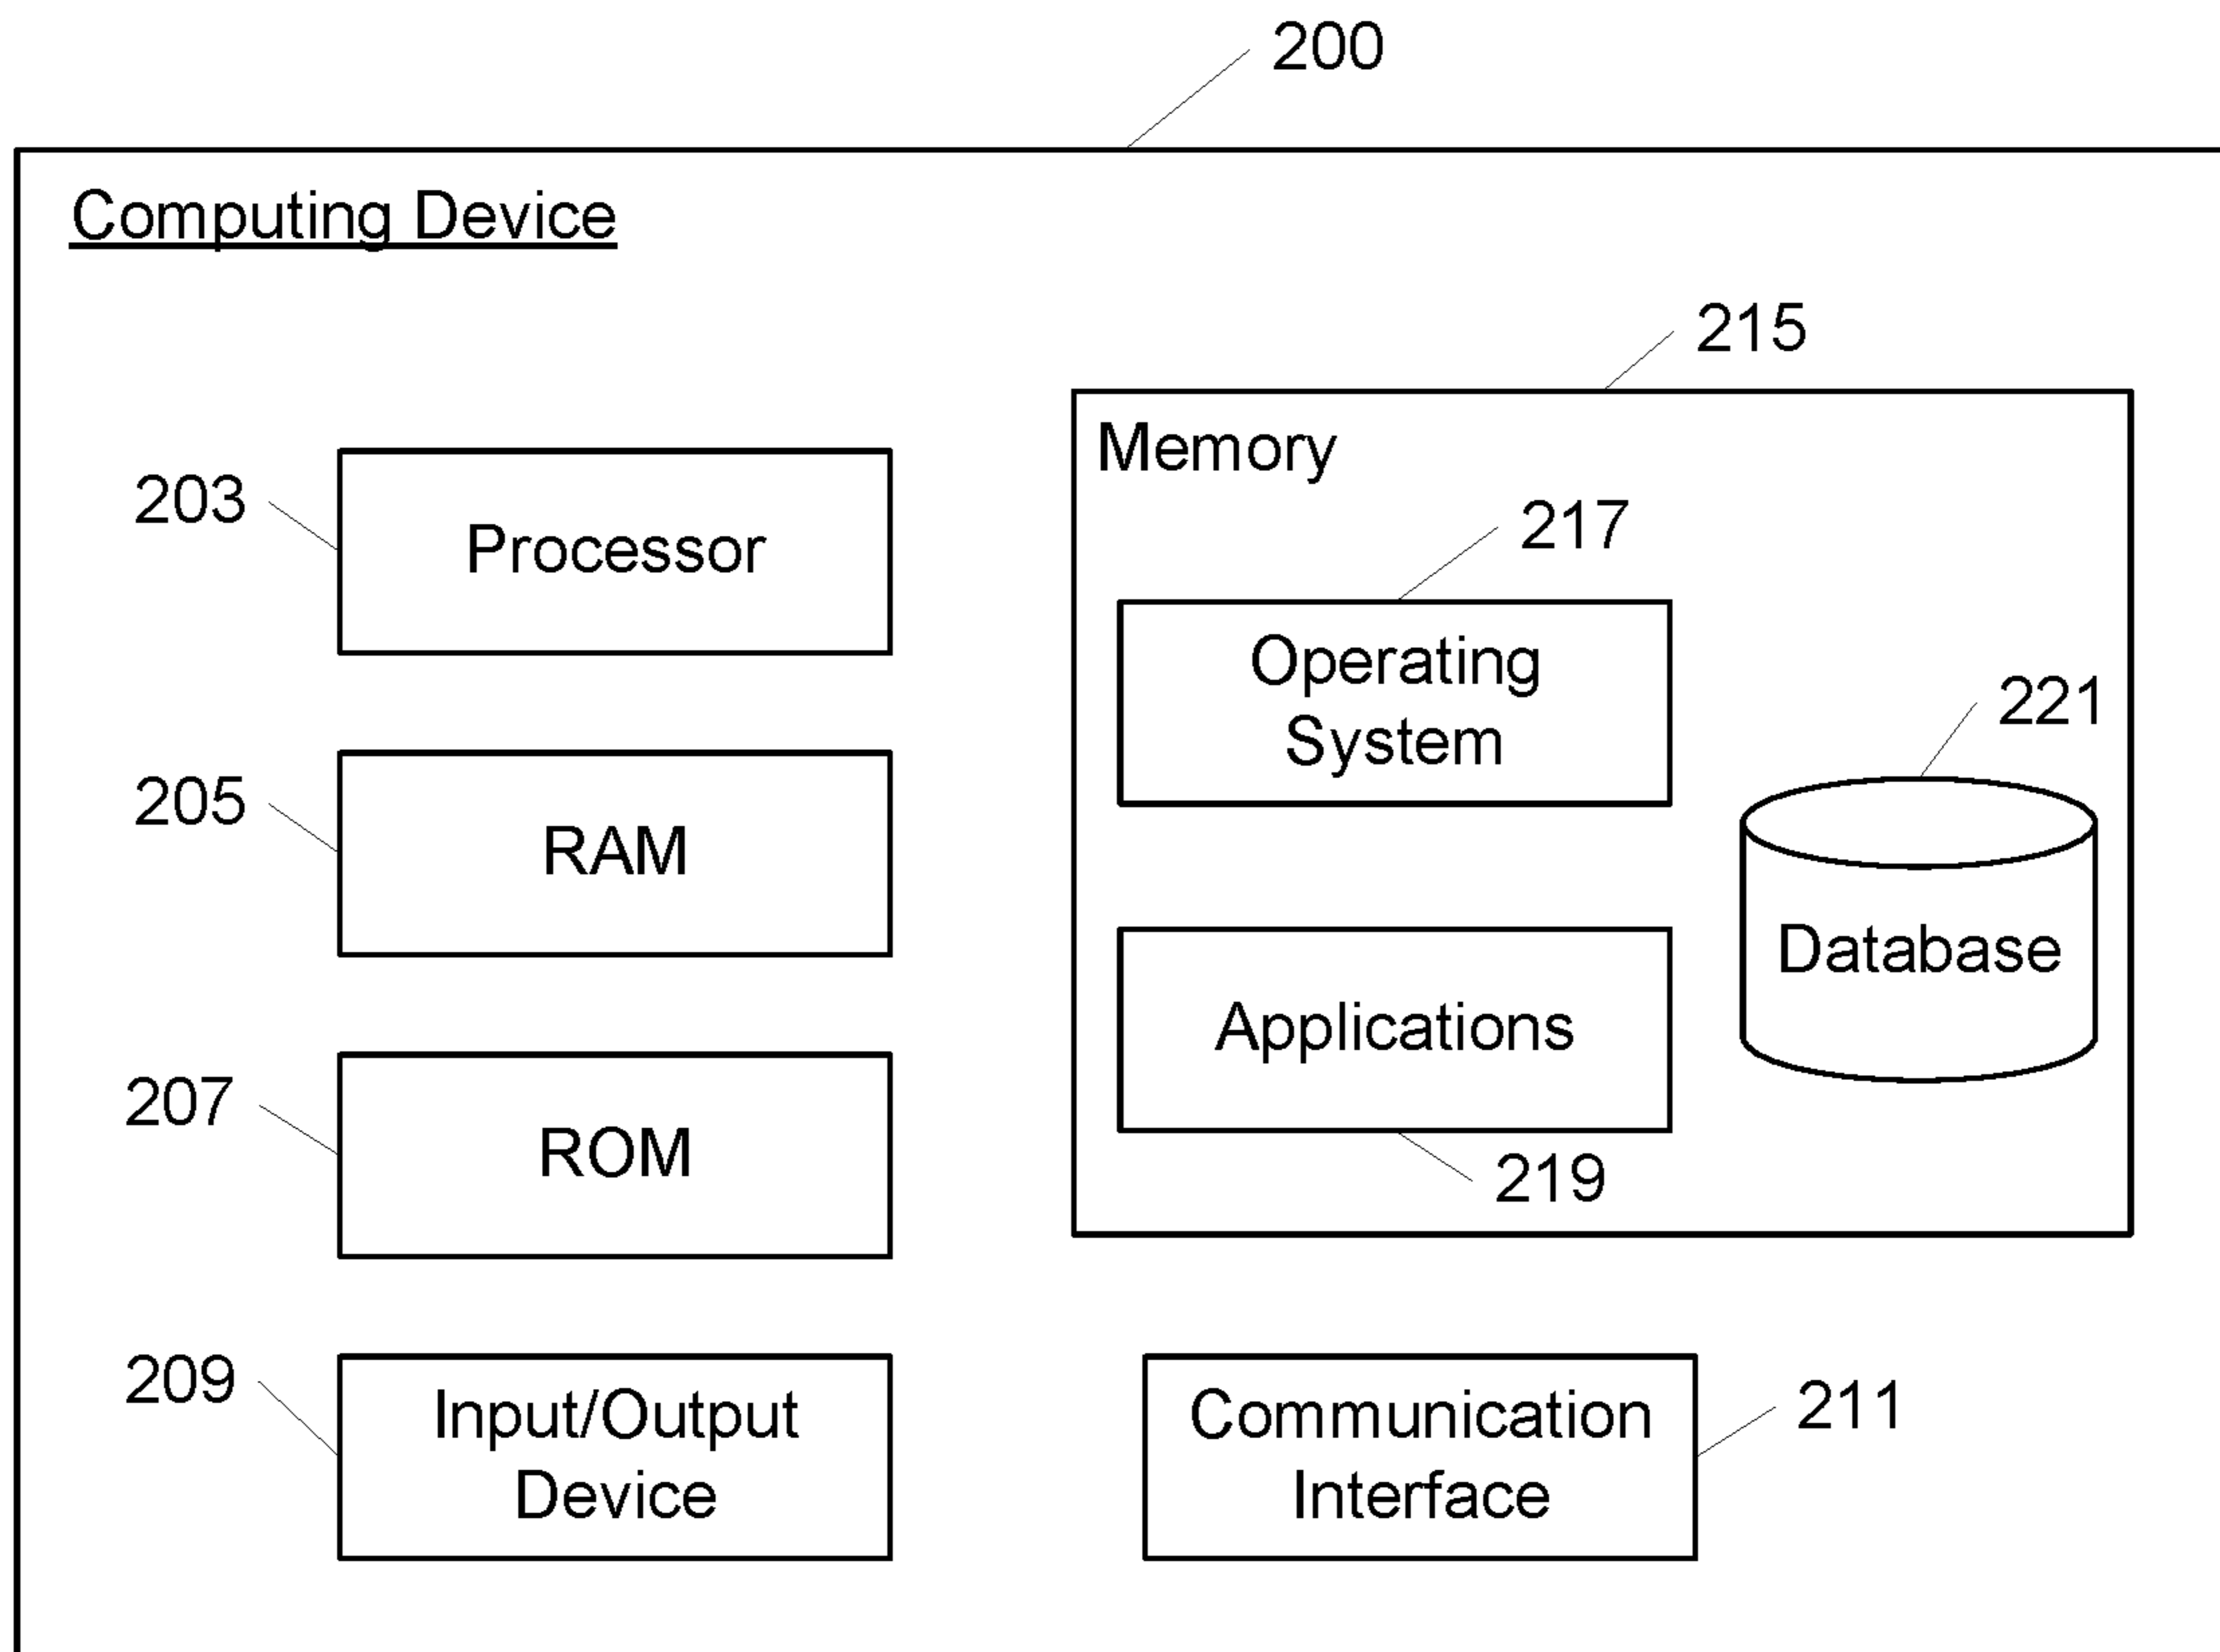 200
Computing Device
215
Memory
203
Processor
217
Operating
System
221
205
RAM
Database
Applications
207
ROM
219
209
Input/Output
Device
Communication
Interface
211